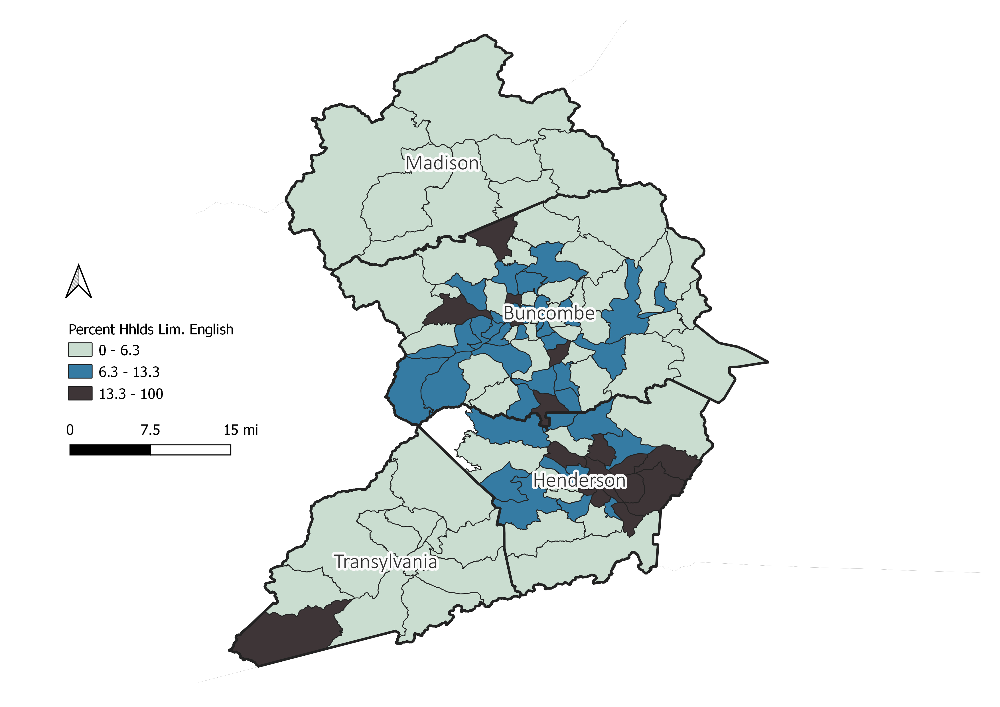 Madison
Buncombe
Percent Hhlds Lim. English
0 - 6.3
6.3 - 13.3
13.3 - 100
0 7.5 15 mi
Henderson
Transylvania